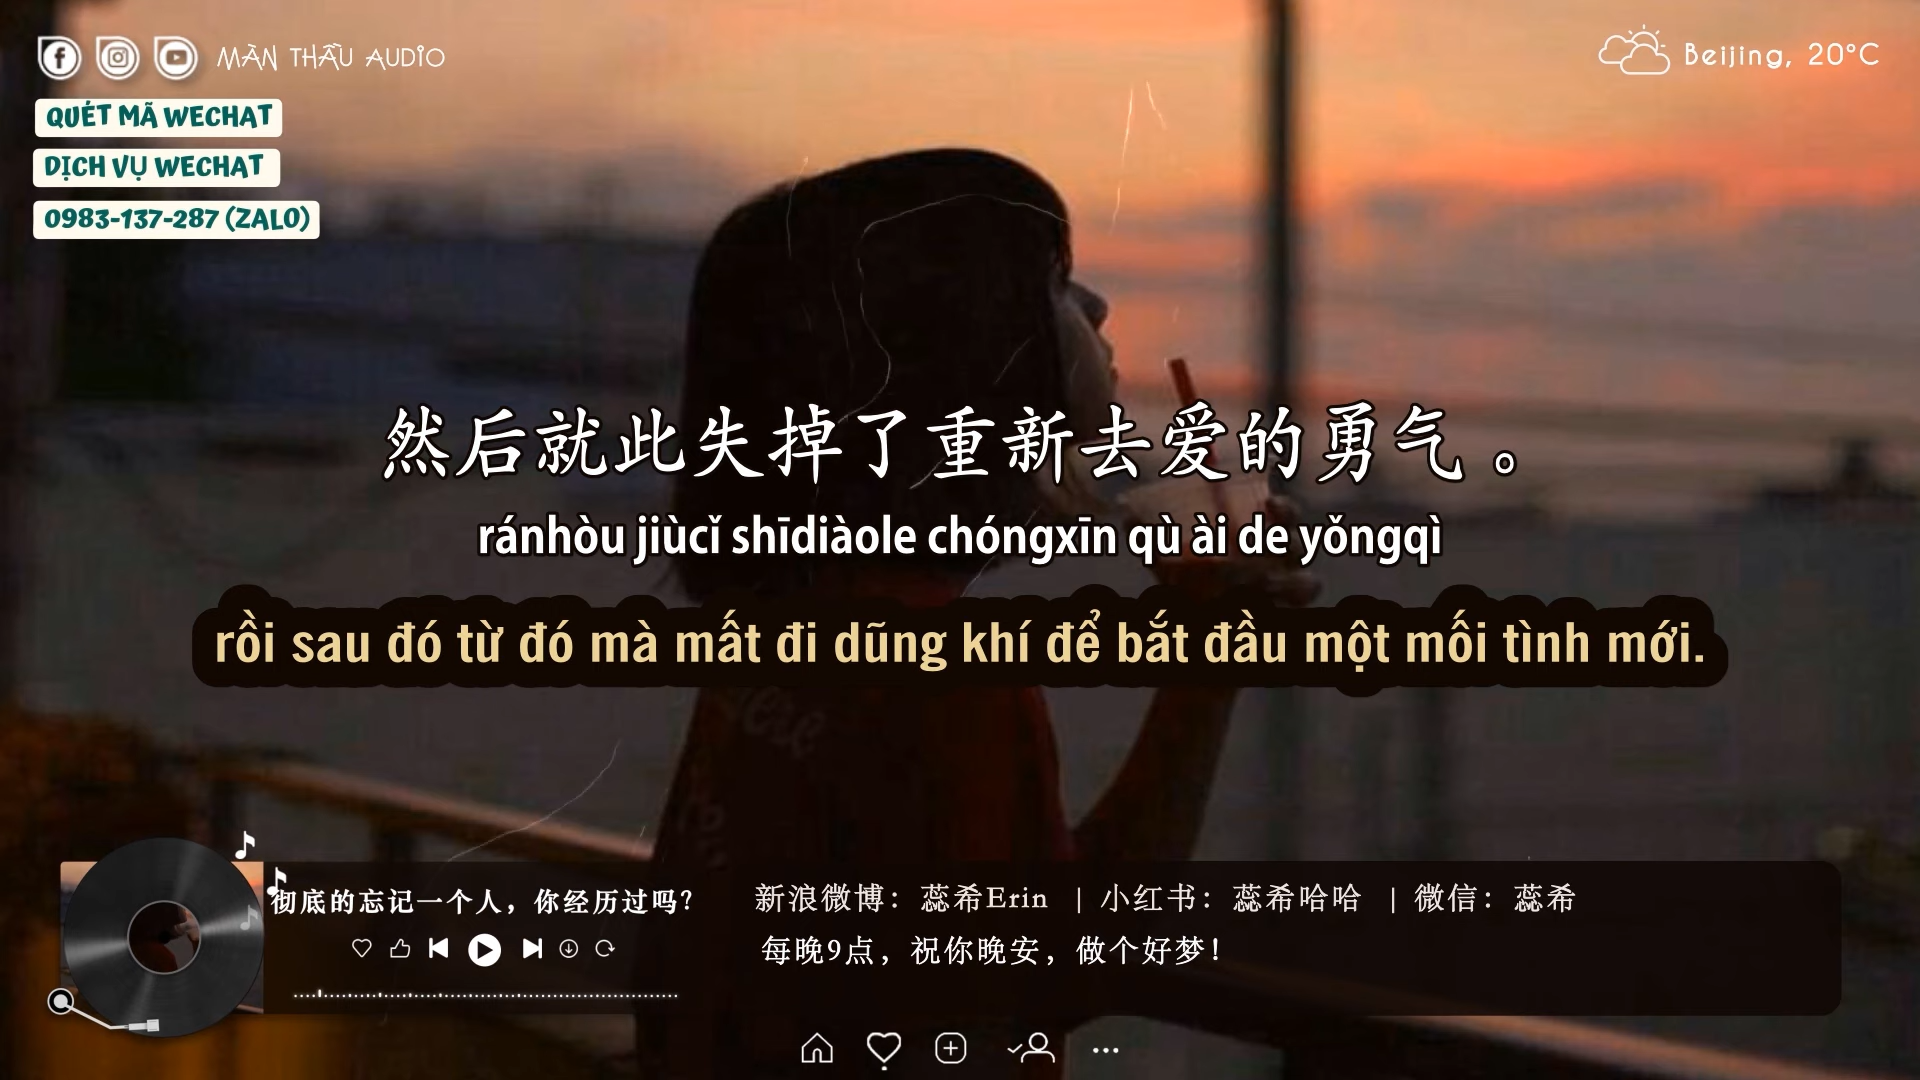 MÀN THẦU AUDIO
Beijing, 20°C
QUÉT MÃ WECHAT
DỊCH VỤ WECHAT
0983-137-287 (ZALO)
然后就此失掉了重新去爱的勇气。
ránhòu jiùcǐ shīdiàole chóngxīn qù ài de yǒngqì
rồi sau đó từ đó mà mất đi dũng khí để bắt đầu một mối tình mới.
彻底的忘记一个人，你经历过吗？
新浪微博：蕊希Erin | 小红书：蕊希哈哈 | 微信：蕊希
每晚9点，祝你晚安，做个好梦！